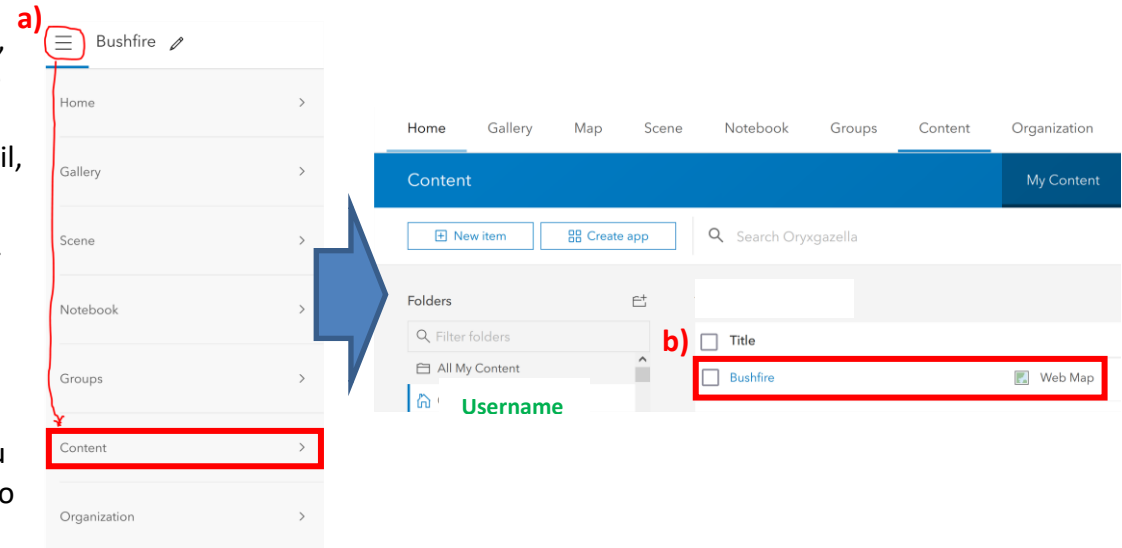 a)
Bushfire
Home
Gallery
Scene
Notebook
Groups
Content
Organization
il,
u
o
Home Gallery Map Scene Notebook Groups Content Organization
Content My Content
New item Create app Search Oryxgazella
Folders
Filter folders
All My Content
Username
b) Title
Bushfire Web Map